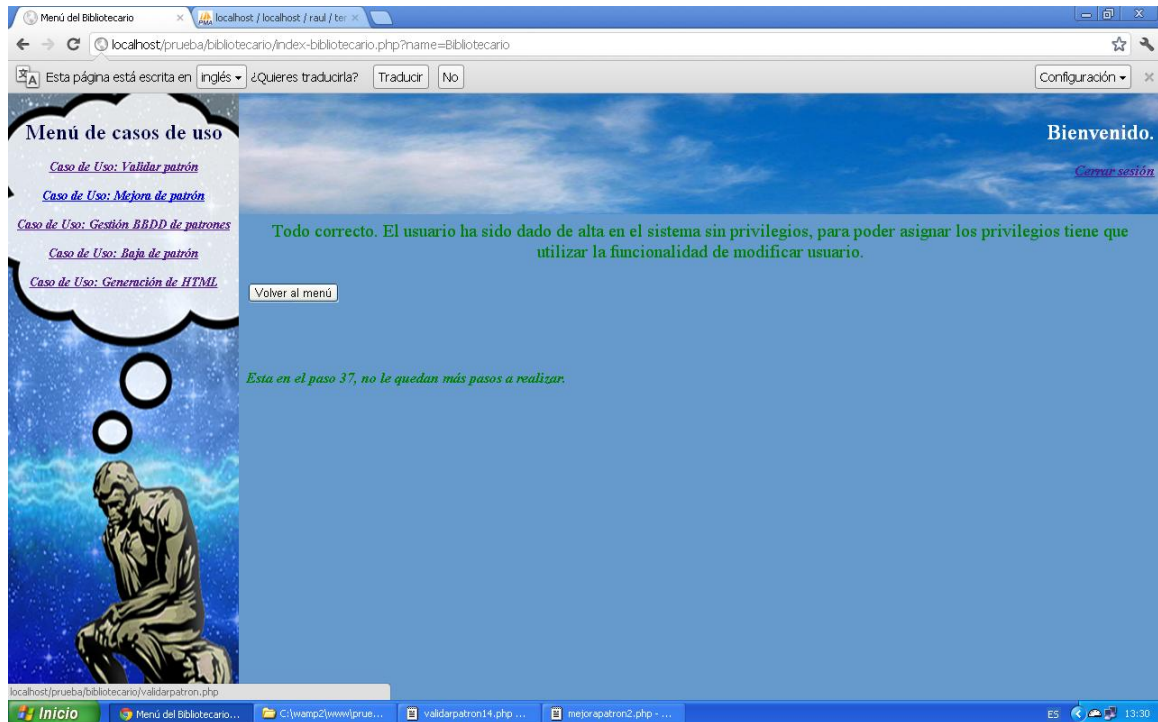 Menú del Bibliotecario
localhost / localhost / raul / ter
localhost/prueba/bibliotecario/index-bibliotecario.php?name=Bibliotecario
Esta página está escrita en inglés ¿Quieres traducirla? Traducir No Configuración
Menú de casos de uso
Caso de Uso: Validar patrón
Caso de Uso: Mejora de patrón
Caso de Uso: Gestión BBDD de patrones
Caso de Uso: Baja de patrón
Caso de Uso: Generación de HTML
Bienvenido.
Cerrar sesión
Todo correcto. El usuario ha sido dado de alta en el sistema sin privilegios, para poder asignar los privilegios tiene que
utilizar la funcionalidad de modificar usuario.
Volver al menú
Esta en el paso 37, no le quedan más pasos a realizar.
localhost/prueba/bibliotecario/validarpatron.php
Inicio
Menú del Bibliotecario...
C:\wamp2\www\prue...
validarpatron14.php ...
mejorapatron2.php - ...
ES
13:30